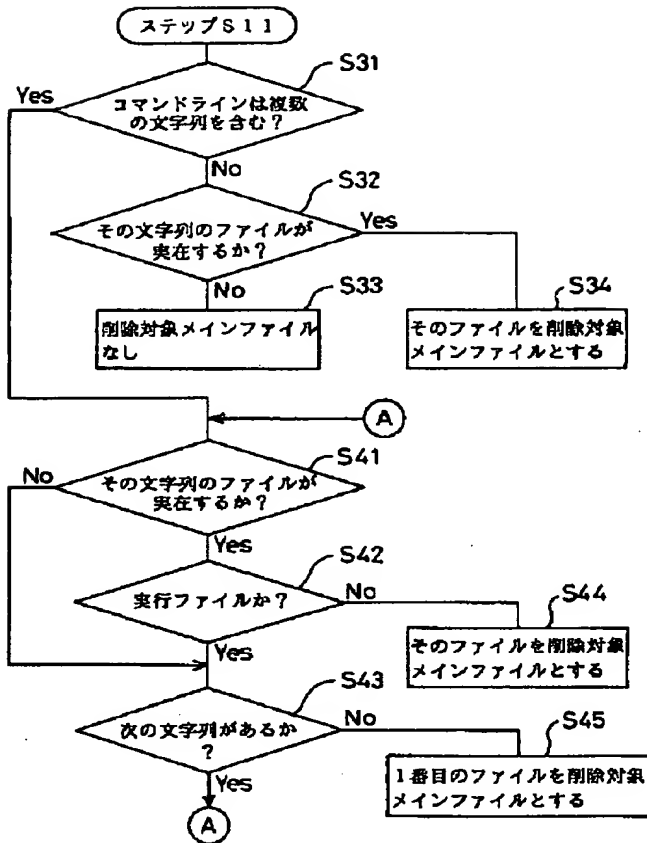 ステップS11
S31
Yes
コマンドラインは複数
の文字列を含む?
No
S32
その文字列のファイルが
実在するか?
Yes
No
S33
S34
削除対象メインファイル
なし
そのファイルを削除対象
メインファイルとする
A
S41
No
その文字列のファイルが
実在するか?
Yes
S42
実行ファイルか?
No
S44
Yes
そのファイルを削除対象
メインファイルとする
S43
次の文字列があるか
?
No
S45
Yes
1番目のファイルを削除対象
メインファイルとする
A